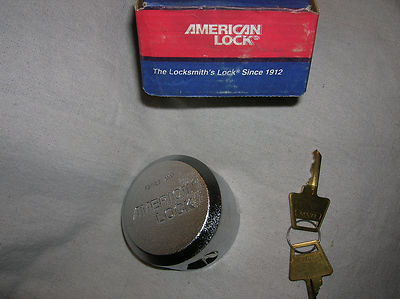 AMERICAN
LOCK®
The Locksmith's Lock® Since 1912
AMERICAN
LOCK